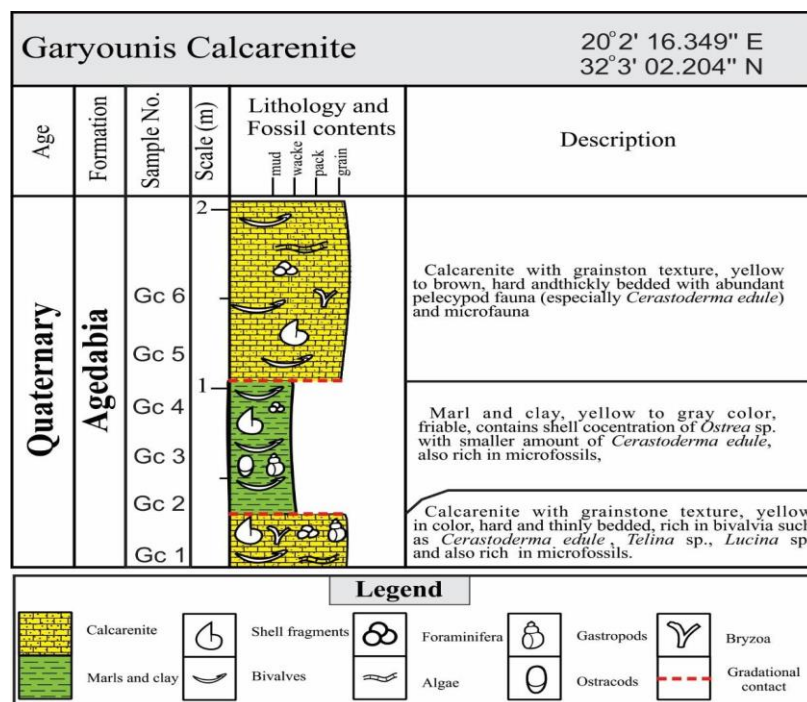 Garyounis Calcarenite
20°2' 16.349" E
32°3' 02.204" N
Age
Formation
Sample No.
Scale (m)
Lithology and
Fossil contents
mud
wacke
pack
grain
Description
Quaternary
Agedabia
2
1
Gc 6
Gc 5
Gc 4
Gc 3
Gc 2
Gc 1
Calcarenite with grainston texture, yellow
to brown, hard andthickly bedded with abundant
pelecypod fauna (especially Cerastoderma edule)
and microfauna
Marl and clay, yellow to gray color,
friable, contains shell cocentration of Ostrea sp.
with smaller amount of Cerastoderma edule,
also rich in microfossils,
Calcarenite with grainstone texture, yellow
in color, hard and thinly bedded, rich in bivalvia such
as Cerastoderma edule , Telina sp., Lucina sp
and also rich in microfossils.
Legend
Calcarenite
Shell fragments
Foraminifera
Gastropods
Bryzoa
Marls and clay
Bivalves
Algae
Ostracods
Gradational
contact